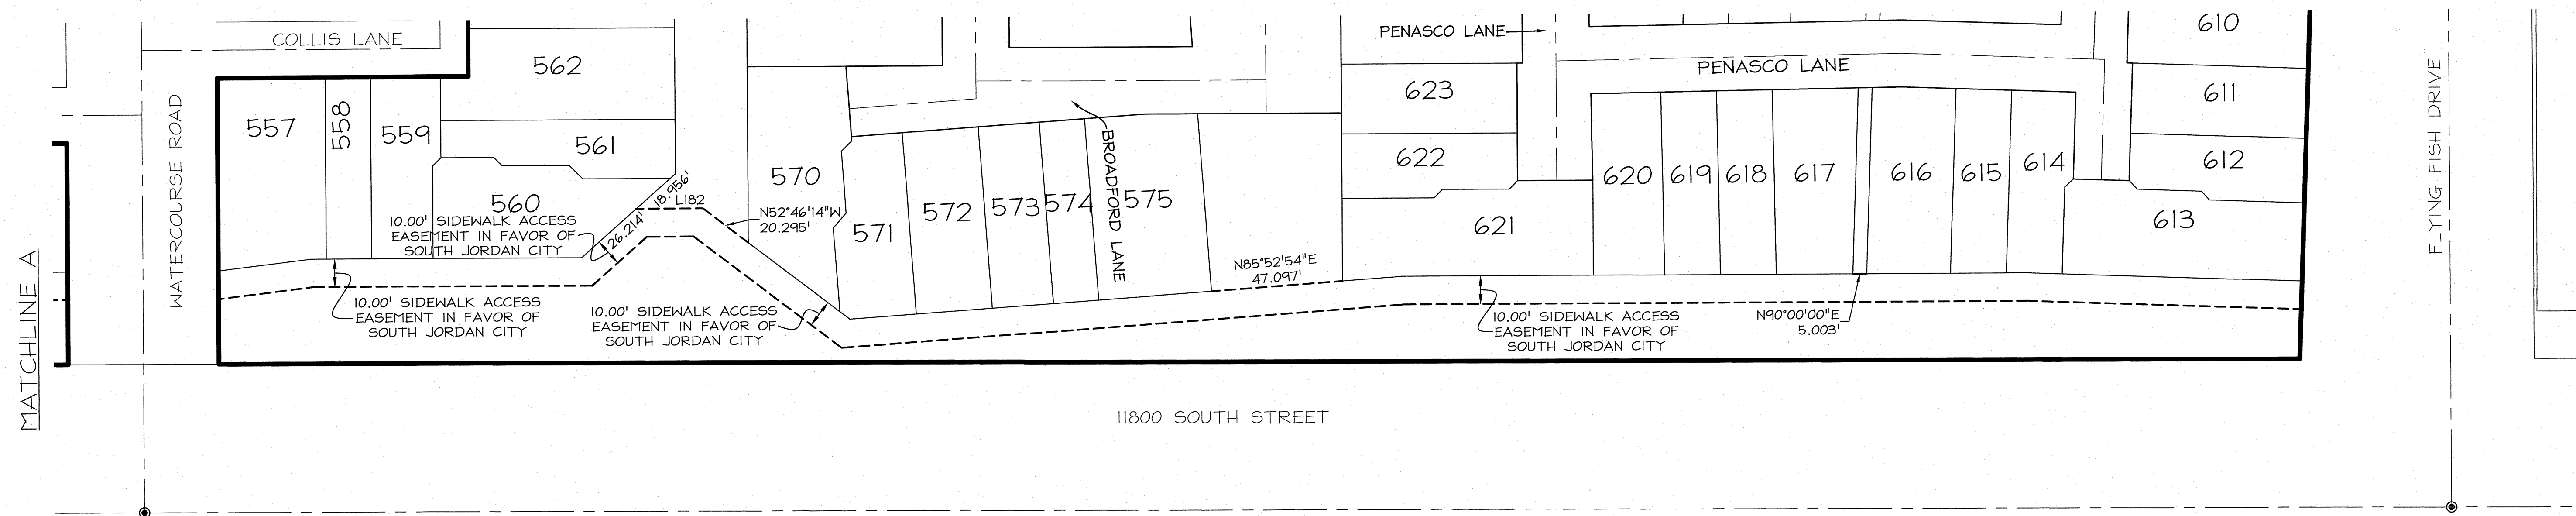 COLLIS LANE
WATERCOURSE ROAD
MATCHLINE A
557
558
559
562
561
560
10.00' SIDEWALK ACCESS
EASEMENT IN FAVOR OF
SOUTH JORDAN CITY
10.00' SIDEWALK ACCESS
EASEMENT IN FAVOR OF
SOUTH JORDAN CITY
26.214'
18.956'
L182
N52°46'14"W
20.295'
10.00' SIDEWALK ACCESS
EASEMENT IN FAVOR OF
SOUTH JORDAN CITY
570
571
572
573
574
575
BROADFORD LANE
N85°52'54"E
47.097'
PENASCO LANE
623
622
621
10.00' SIDEWALK ACCESS
EASEMENT IN FAVOR OF
SOUTH JORDAN CITY
PENASCO LANE
620
619
618
617
616
615
614
N90°00'00"E
5.003'
610
611
612
613
FLYING FISH DRIVE
11800 SOUTH STREET